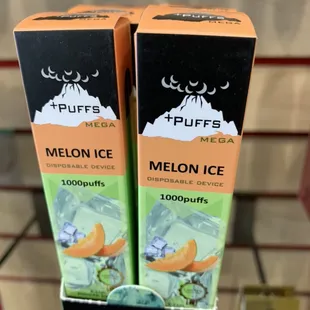 +PUFFS
MEGA
MELON ICE
DISPOSABLE DEVICE
1000puffs
+PUFFS
MEGA
MELON ICE
DISPOSABLE DEVICE
1000puffs